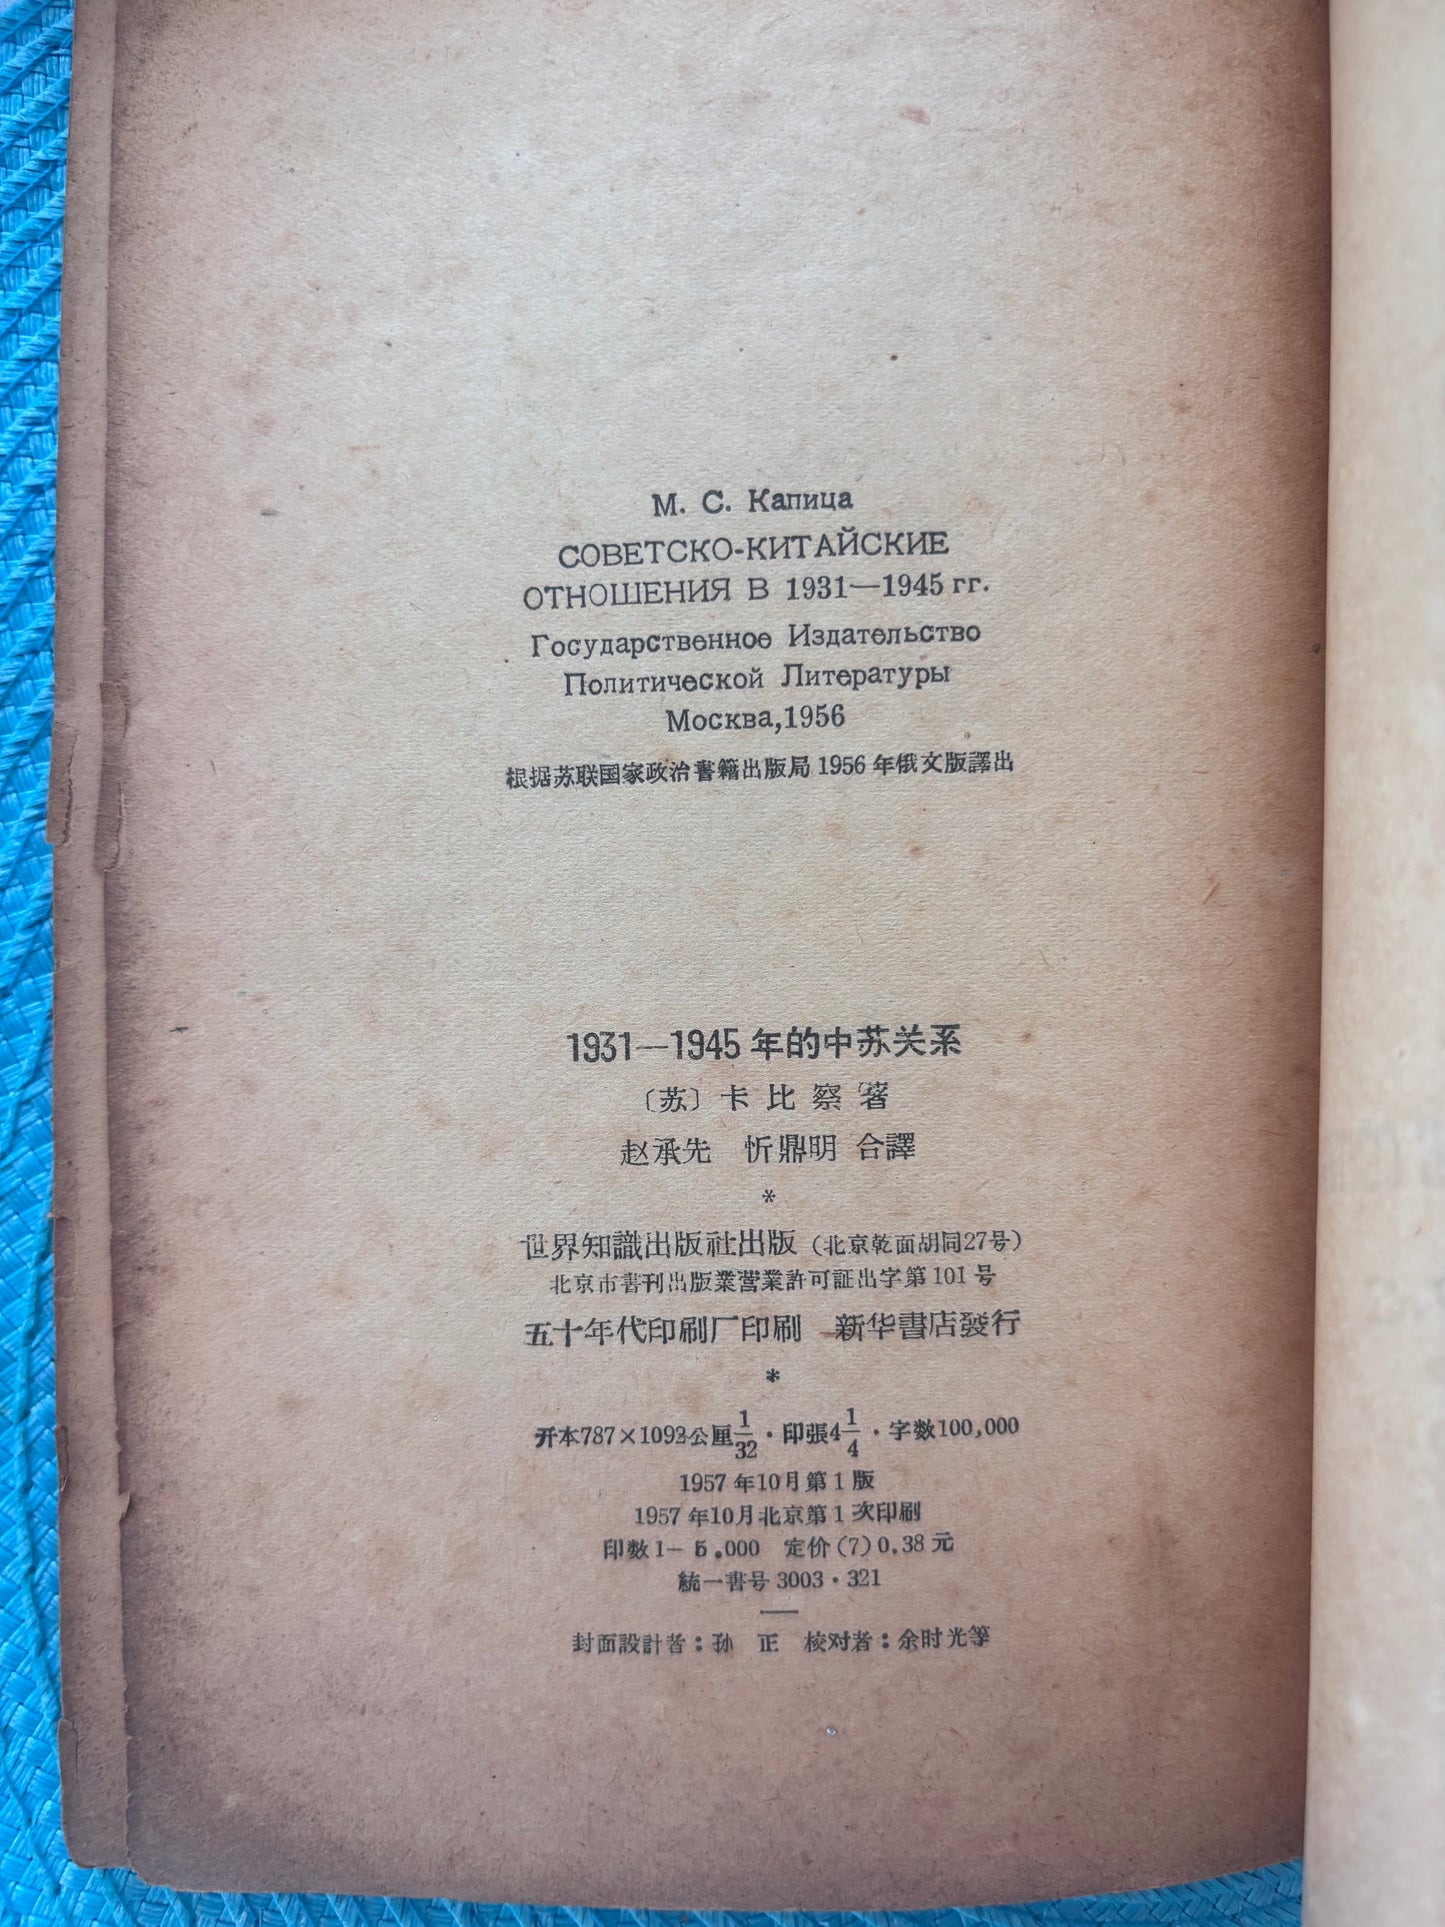 М. С. Капица
СОВЕТСКО-КИТАЙСКИЕ
ОТНОШЕНИЯ В 1931—1945 гг.
Государственное Издательство
Политической Литературы
Москва,1956
根据苏联国家政治書籍出版局1956年俄文版譯出
1931—1945年的中苏关系
〔苏〕卡比察著
赵承先 忻鼎明 合譯
*
世界知識出版社出版（北京乾面胡同27号）
北京市書刊出版業营業許可証出字第101号
五十年代印刷厂印刷 新华書店發行
*
开本787×1092公厘1/32·印張4 1/4·字数100,000
1957年10月第1版
1957年10月北京第1次印刷
印数1—5.000 定价(7)0.38元
統一書号3003·321
封面設計者：孙 正 校对者：余时光等